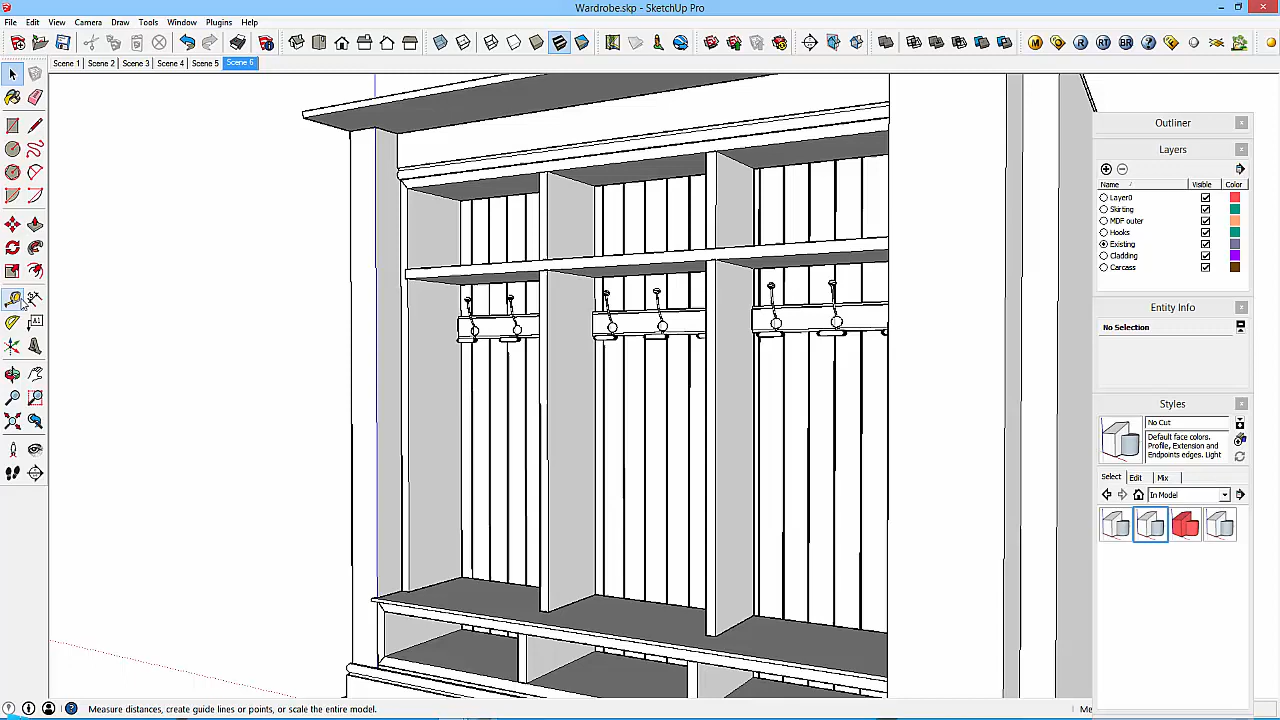 Wardrobe.skp - SketchUp Pro
File Edit View Camera Draw Tools Window Plugins Help
Scene 1 Scene 2 Scene 3 Scene 4 Scene 5 Scene 6
Outliner
Layers
Name Visible Color
Layer0
Skirting
MDF outer
Hooks
Existing
Cladding
Carcass
Entity Info
No Selection
Styles
No Cut
Default face colors.
Profile, Extension and
Endpoints edges. Light
Select Edit Mix
In Model
Measure distances, create guide lines or points, or scale the entire model.